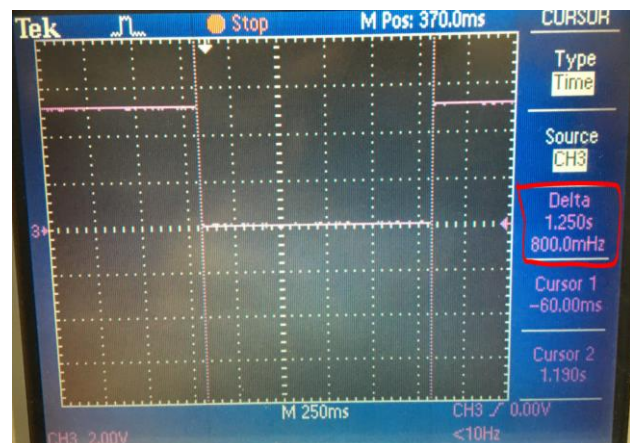 Tek Stop M Pos: 370.0ms CURSOR
Type
Time
Source
CH3
3
Delta
1.250s
800.0mHz
Cursor 1
-60.00ms
Cursor 2
1.190s
M 250ms CH3 0.00V
CH3 2.00V <10Hz